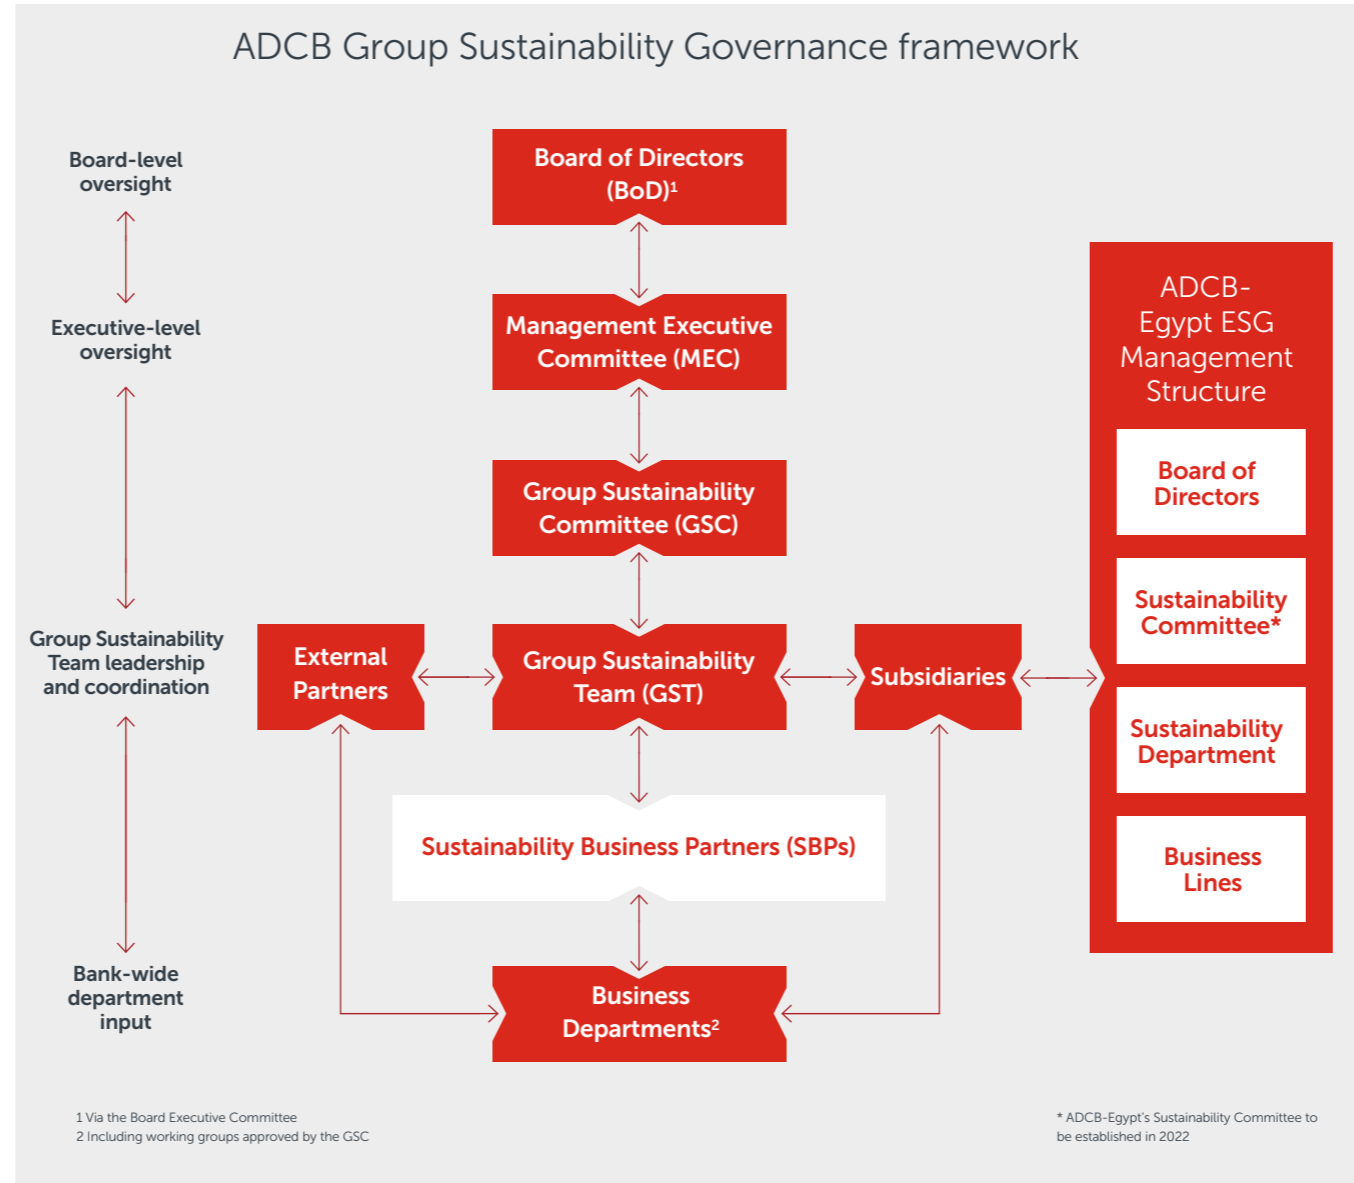 ADCB Group Sustainability Governance framework
Board-level
oversight
Executive-level
oversight
Group Sustainability
Team leadership
and coordination
Bank-wide
department
input
Board of Directors
(BoD)¹
Management Executive
Committee (MEC)
Group Sustainability
Committee (GSC)
External
Partners
Group Sustainability
Team (GST)
Subsidiaries
Sustainability Business Partners (SBPs)
Business
Departments²
ADCB-
Egypt ESG
Management
Structure
Board of
Directors
Sustainability
Committee*
Sustainability
Department
Business
Lines
1 Via the Board Executive Committee
2 Including working groups approved by the GSC
* ADCB-Egypt's Sustainability Committee to
be established in 2022